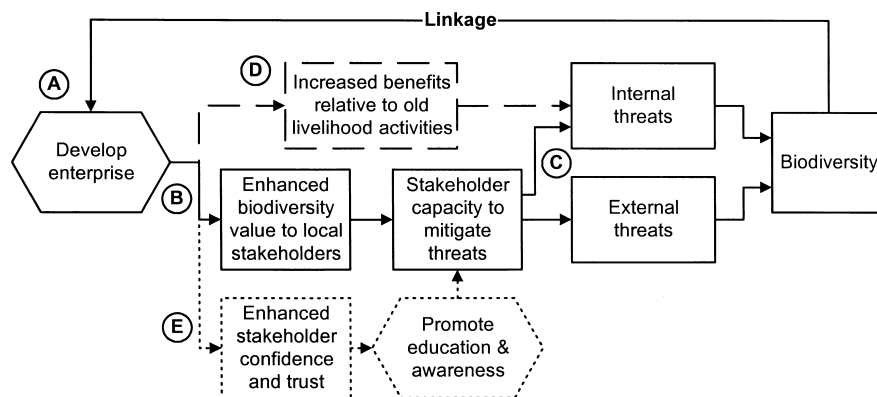 Linkage
A
D
Increased benefits
relative to old
livelihood activities
Internal
threats
Develop
enterprise
B
C
Biodiversity
Enhanced
biodiversity
value to local
stakeholders
Stakeholder
capacity to
mitigate
threats
External
threats
E
Enhanced
stakeholder
confidence
and trust
Promote
education &
awareness